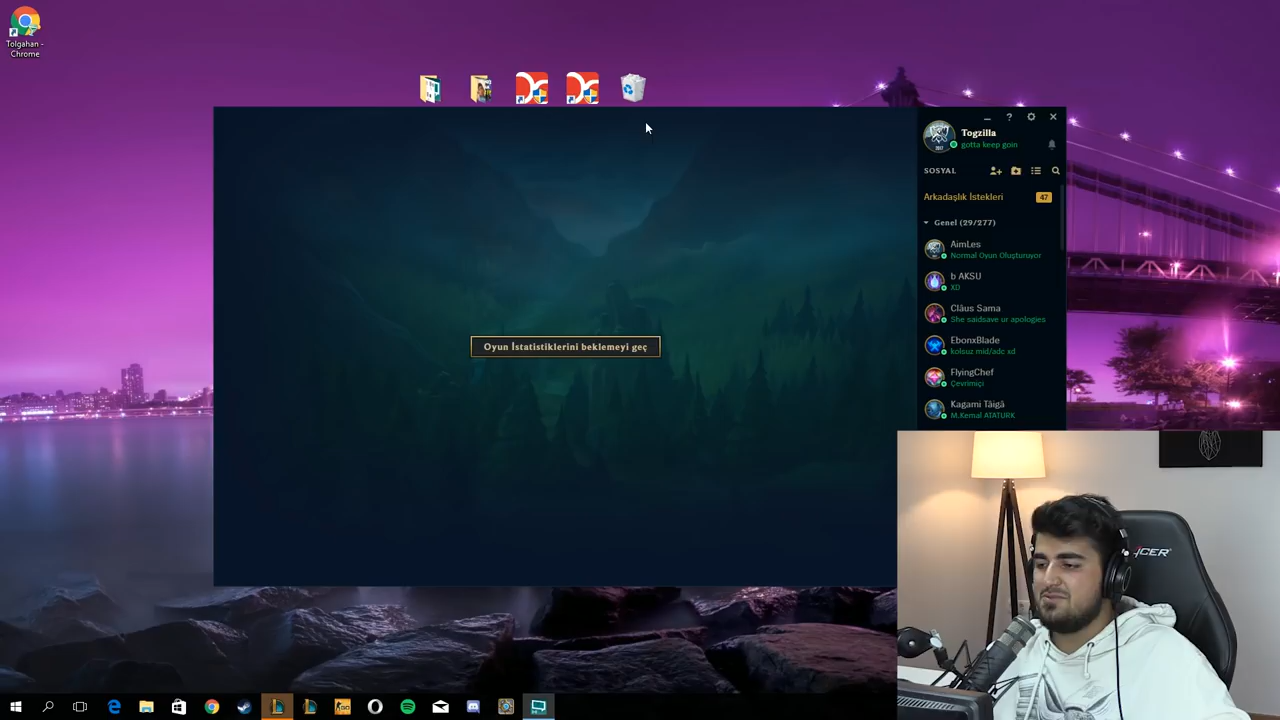 Tolgahan -
Chrome
Togzilla
gotta keep goin
SOSYAL
Arkadaşlık İstekleri
47
Genel (29/277)
AimLes
Normal Oyun Oluşturuyor
b AKSU
XD
Clâus Sama
She saidsave ur apologies
EbonxBlade
kolsuz mid/adc xd
FlyingChef
Çevrimiçi
Kagami Tâigâ
M.Kemal ATATÜRK
Oyun İstatistiklerini beklemeyi geç